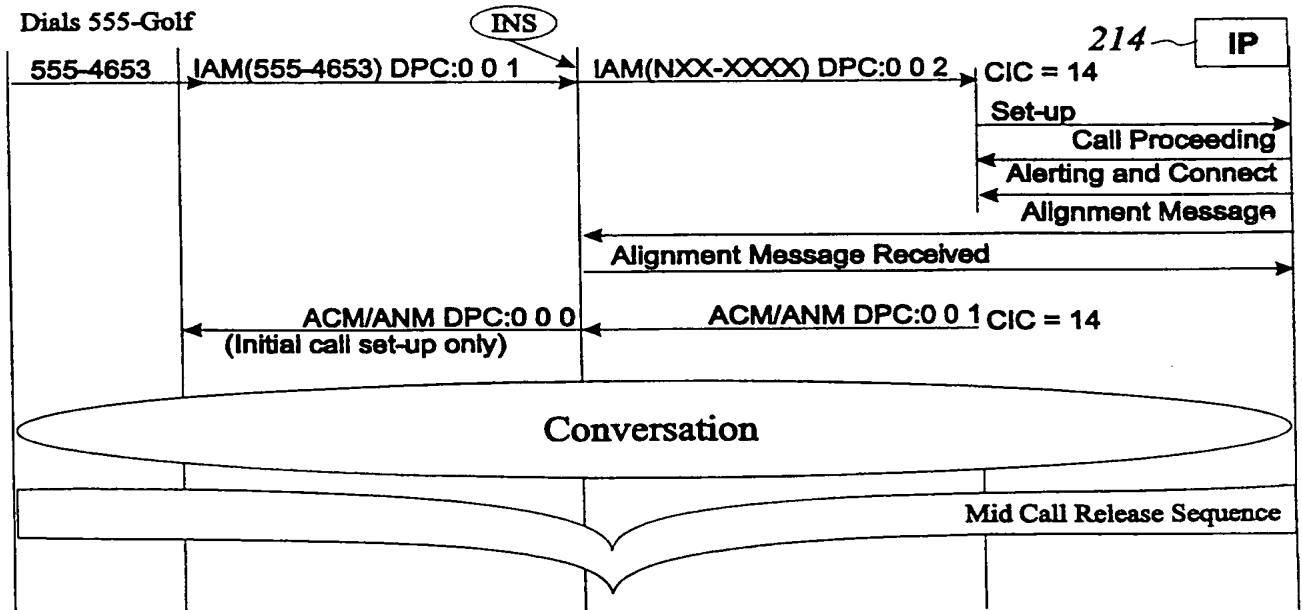 Dials 555-Golf
INS
214
IP
555-4653
IAM(555-4653) DPC:0 0 1
IAM(NXX-XXXX) DPC:0 0 2
CIC = 14
Set-up
Call Proceeding
Alerting and Connect
Alignment Message
Alignment Message Received
ACM/ANM DPC:0 0 0
ACM/ANM DPC:0 0 1
CIC = 14
(Initial call set-up only)
Conversation
Mid Call Release Sequence